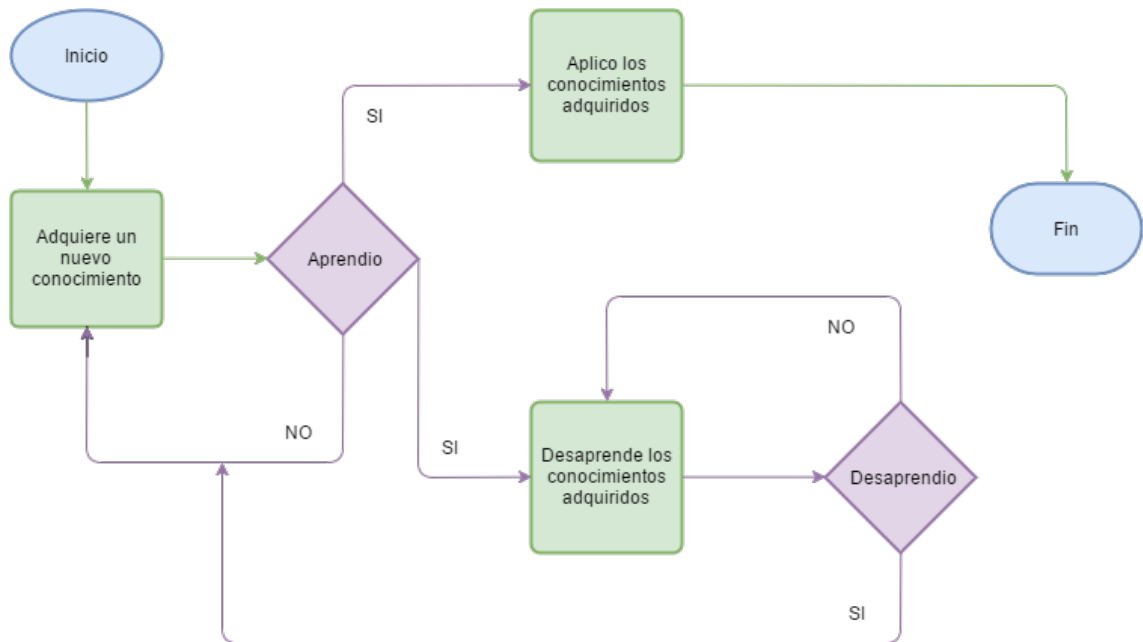 Inicio
Aplico los
conocimientos
adquiridos
SI
Adquiere un
nuevo
conocimiento
Aprendio
Fin
NO
NO
SI
Desaprende los
conocimientos
adquiridos
Desaprendio
SI